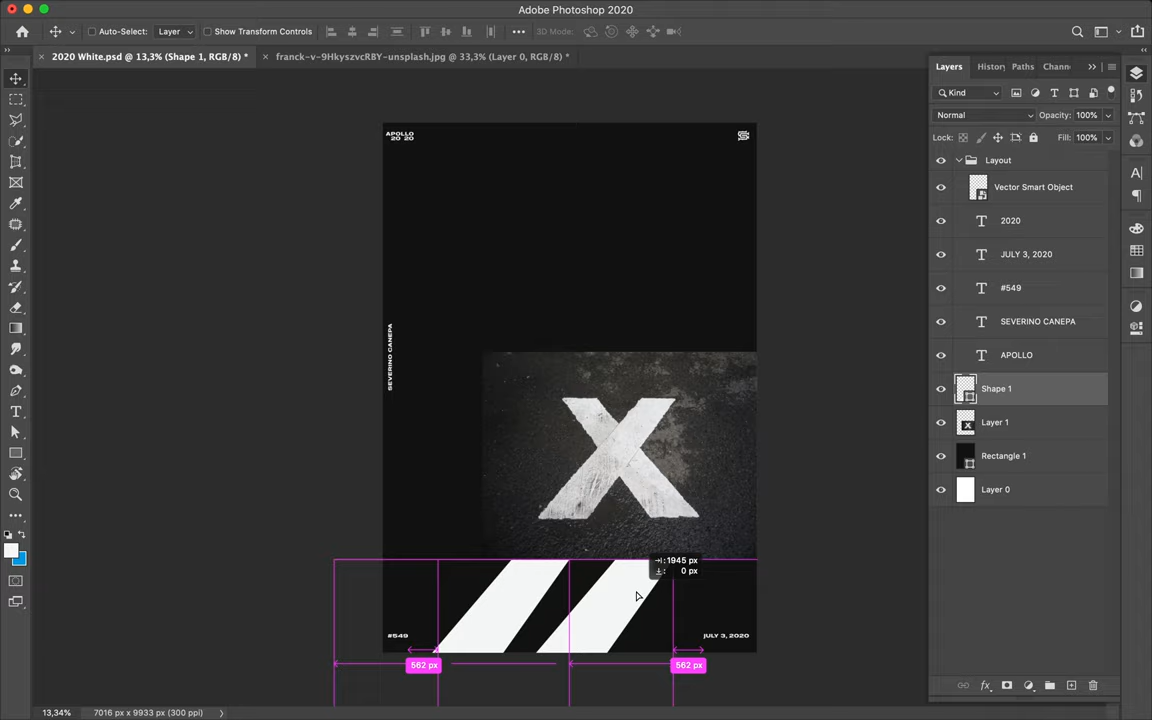 Adobe Photoshop 2020
Auto-Select:
Layer
Show Transform Controls
3D Mode:
2020 White.psd @ 13,3% (Shape 1, RGB/8) *
franck-v-9HkyszvcRBY-unsplash.jpg @ 33,3% (Layer 0, RGB/8) *
Layers
History
Paths
Chann
Kind
Normal
Opacity: 100%
Lock:
Fill: 100%
Layout
Vector Smart Object
2020
JULY 3, 2020
#549
SEVERINO CANEPA
APOLLO
Shape 1
Layer 1
Rectangle 1
Layer 0
APOLLO
20 20
SEVERINO CANEPA
X
:1945 px
: 0 px
#549
JULY 3, 2020
562 px
562 px
13,34%
7016 px x 9933 px (300 ppi)